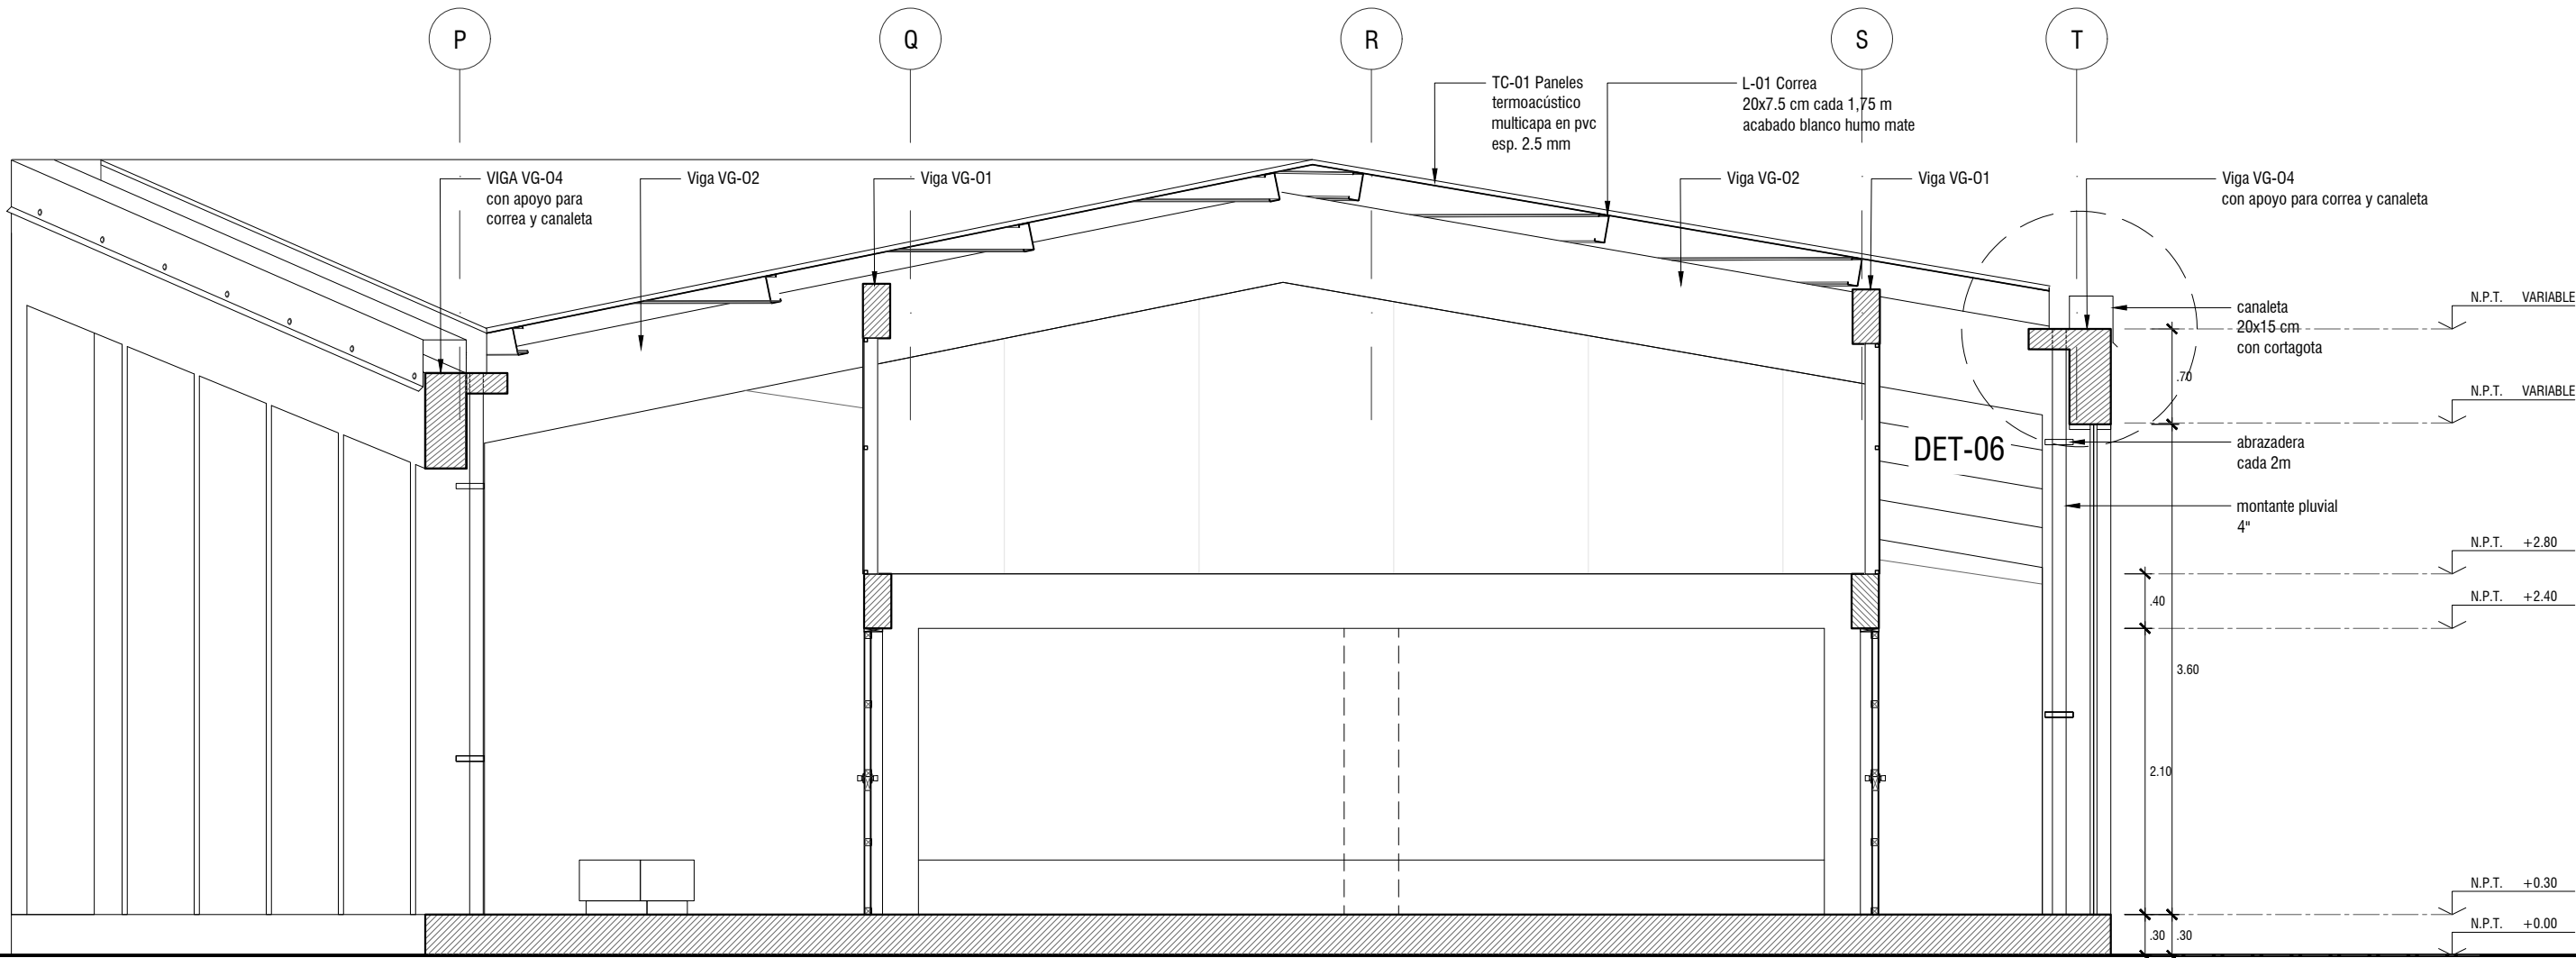 P
Q
R
S
T
TC-01 Paneles
termoacústico
multicapa en pvc
esp. 2.5 mm
L-01 Correa
20x7.5 cm cada 1,75 m
acabado blanco humo mate
VIGA VG-04
con apoyo para
correa y canaleta
Viga VG-02
Viga VG-01
Viga VG-02
Viga VG-01
Viga VG-04
con apoyo para correa y canaleta
N.P.T. VARIABLE
canaleta
20x15 cm
con cortagota
.70
N.P.T. VARIABLE
DET-06
abrazadera
cada 2m
montante pluvial
4"
N.P.T. +2.80
.40
N.P.T. +2.40
3.60
2.10
N.P.T. +0.30
N.P.T. +0.00
.30
.30